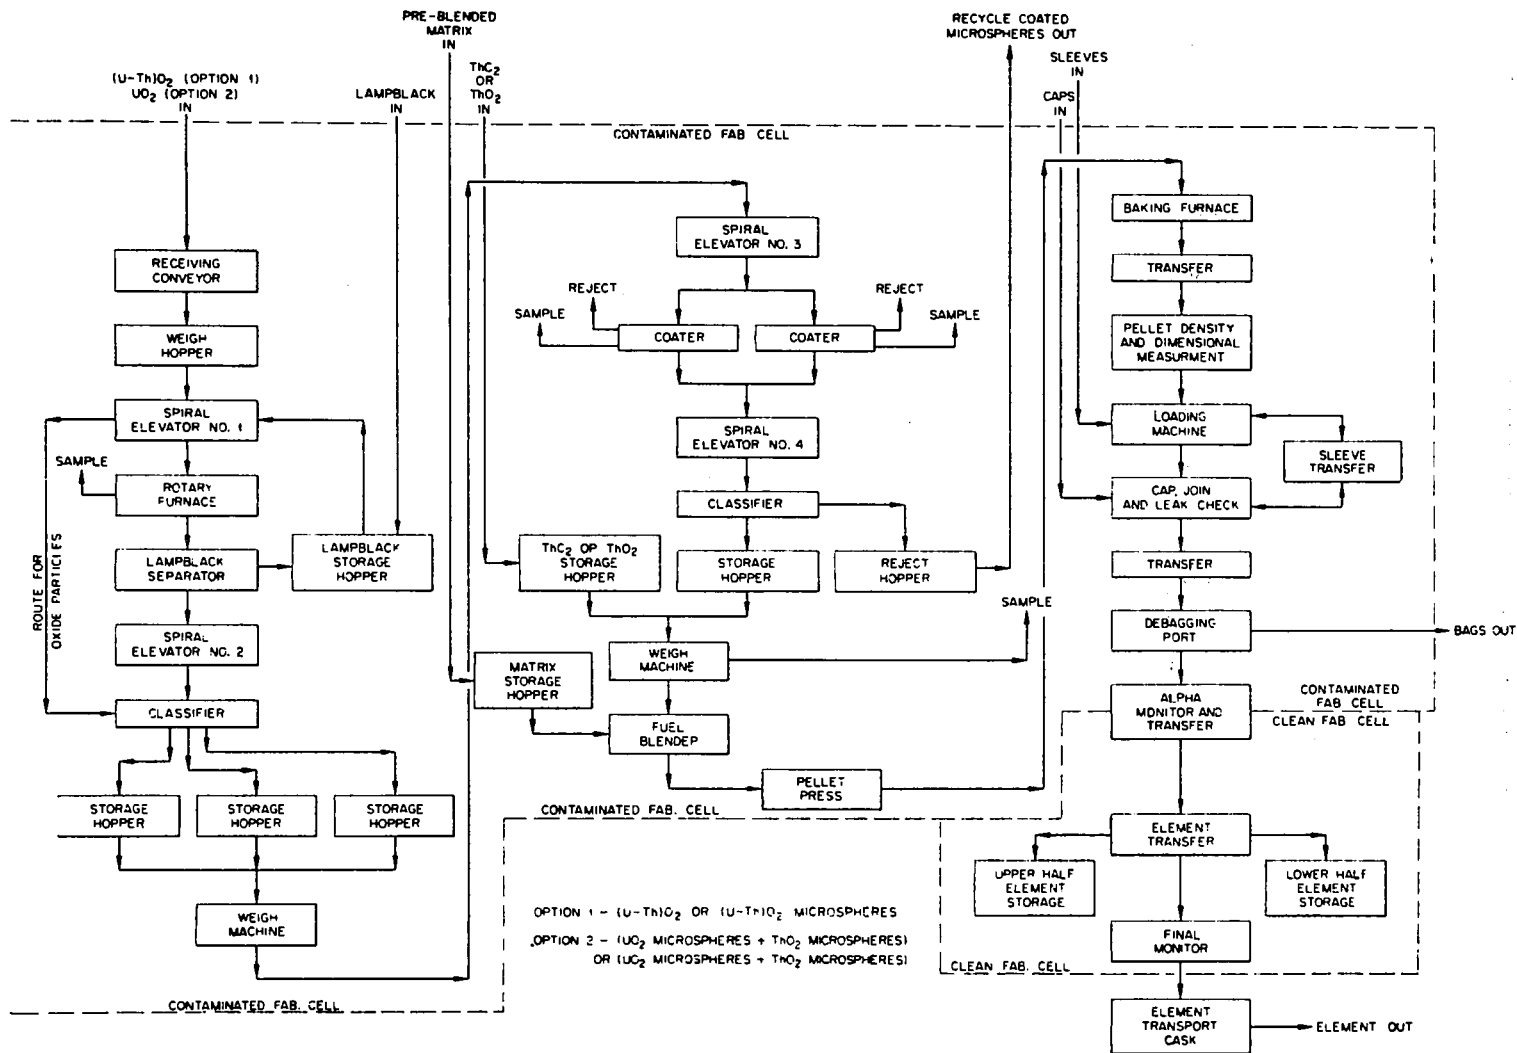 PRE-BLENDED
MATRIX
IN
RECYCLE COATED
MICROSPHERES OUT
(U-Th)O2 (OPTION 1)
UO2 (OPTION 2)
IN
LAMPBLACK
IN
ThC2
OR
ThO2
IN
SLEEVES
IN
CAPS
IN
CONTAMINATED FAB CELL
RECEIVING
CONVEYOR
WEIGH
HOPPER
SPIRAL
ELEVATOR NO. 1
SAMPLE
ROTARY
FURNACE
LAMPBLACK
SEPARATOR
LAMPBLACK
STORAGE
HOPPER
ROUTE FOR
OXIDE PARTICLES
SPIRAL
ELEVATOR NO. 2
CLASSIFIER
STORAGE
HOPPER
STORAGE
HOPPER
STORAGE
HOPPER
WEIGH
MACHINE
CONTAMINATED FAB. CELL
SPIRAL
ELEVATOR NO. 3
REJECT
SAMPLE
COATER
COATER
REJECT
SAMPLE
SPIRAL
ELEVATOR NO. 4
CLASSIFIER
ThC2 OP ThO2
STORAGE
HOPPER
STORAGE
HOPPER
REJECT
HOPPER
SAMPLE
WEIGH
MACHINE
MATRIX
STORAGE
HOPPER
FUEL
BLENDEP
PELLET
PRESS
CONTAMINATED FAB. CELL
BAKING FURNACE
TRANSFER
PELLET DENSITY
AND DIMENSIONAL
MEASURMENT
LOADING
MACHINE
SLEEVE
TRANSFER
CAP, JOIN
AND LEAK CHECK
TRANSFER
DEBAGGING
PORT
BAGS OUT
ALPHA
MONITOR AND
TRANSFER
CONTAMINATED
FAB CELL
CLEAN FAB CELL
ELEMENT
TRANSFER
UPPER HALF
ELEMENT
STORAGE
LOWER HALF
ELEMENT
STORAGE
FINAL
MONITOR
CLEAN FAB. CELL
ELEMENT
TRANSPORT
CASK
ELEMENT OUT
OPTION 1 – (U-Th)O2 OR (U-Th)O2 MICROSPHERES
OPTION 2 – (UO2 MICROSPHERES + ThO2 MICROSPHERES)
OR (UO2 MICROSPHERES + ThO2 MICROSPHERES)